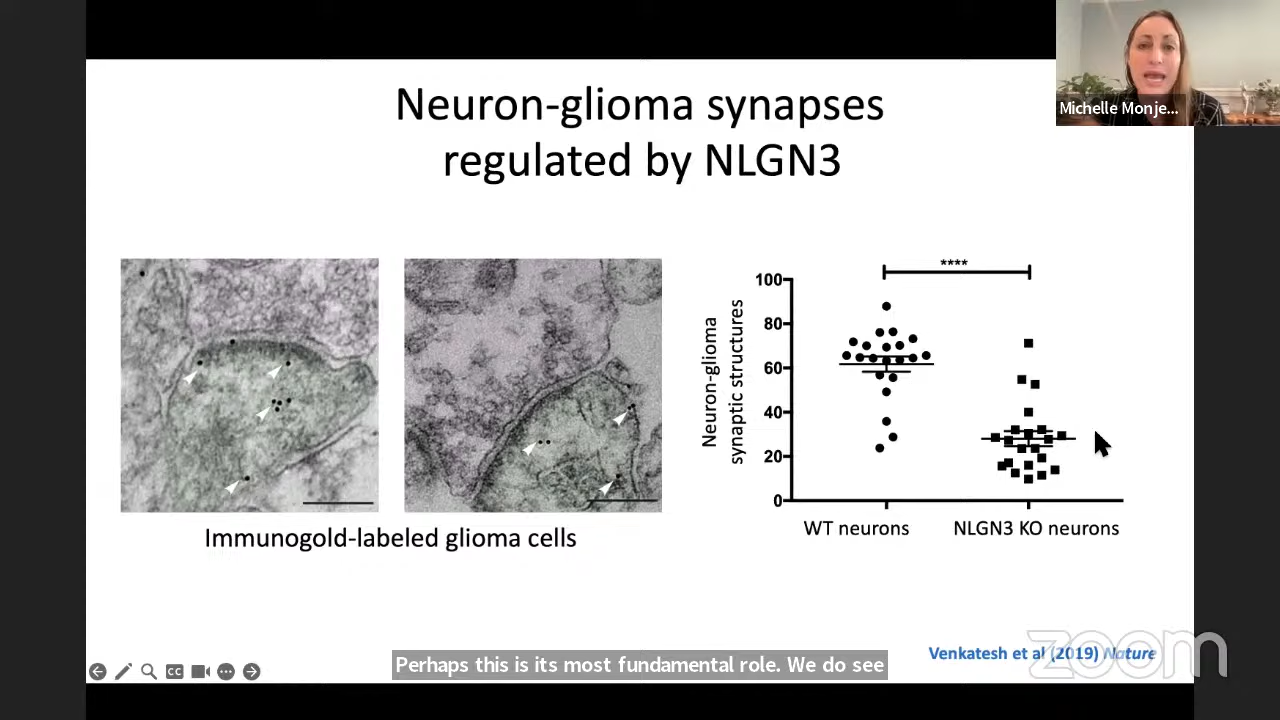 Neuron-glioma synapses
regulated by NLGN3
Michelle Monje...
Immunogold-labeled glioma cells
****
Neuron-glioma
synaptic structures
100
80
60
40
20
0
WT neurons
NLGN3 KO neurons
Venkatesh et al (2019) Nature
zoom
CC
Perhaps this is its most fundamental role. We do see